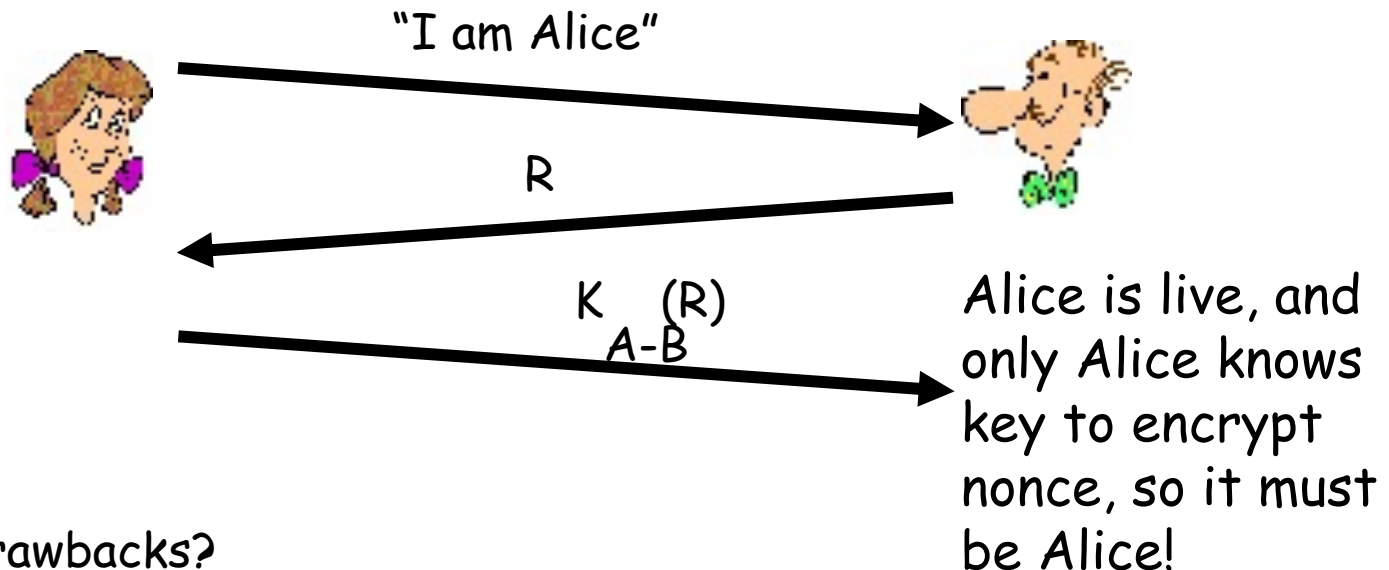 “I am Alice”
R
K (R)
A-B
Alice is live, and
only Alice knows
key to encrypt
nonce, so it must
be Alice!
rawbacks?